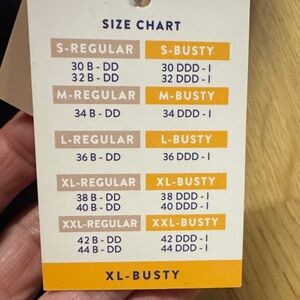 SIZE CHART
S-REGULAR S-BUSTY
30 B - DD 30 DDD - I
32 B - DD 32 DDD - I
M-REGULAR M-BUSTY
34 B - DD 34 DDD - I
L-REGULAR L-BUSTY
36 B - DD 36 DDD - I
XL-REGULAR XL-BUSTY
38 B - DD 38 DDD - I
40 B - DD 40 DDD - I
XXL-REGULAR XXL-BUSTY
42 B - DD 42 DDD - I
44 B - DD 44 DDD - I
XL-BUSTY